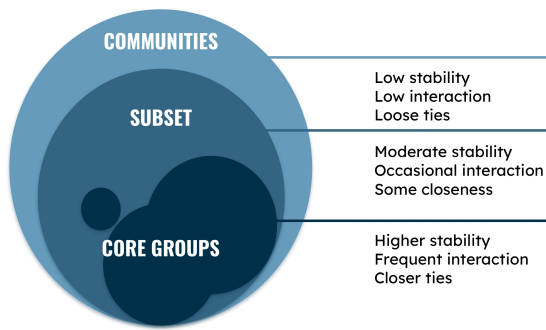 COMMUNITIES
Low stability
Low interaction
Loose ties
SUBSET
Moderate stability
Occasional interaction
Some closeness
CORE GROUPS
Higher stability
Frequent interaction
Closer ties